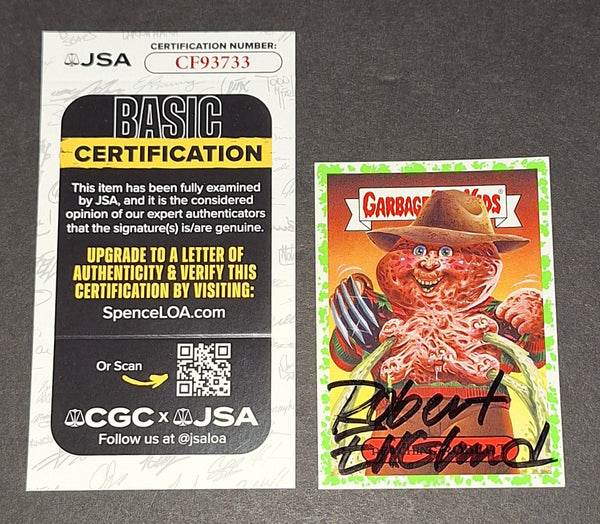 JSA
CERTIFICATION NUMBER:
CF93733
BASIC
CERTIFICATION
This item has been fully examined
by JSA, and it is the considered
opinion of our expert authenticators
that the signature(s) is/are genuine.
UPGRADE TO A LETTER OF
AUTHENTICITY & VERIFY THIS
CERTIFICATION BY VISITING:
SpenceLOA.com
Or Scan
CGC x JSA
Follow us at @jsaloa
GARBAGE KIDS
Robert
Englund